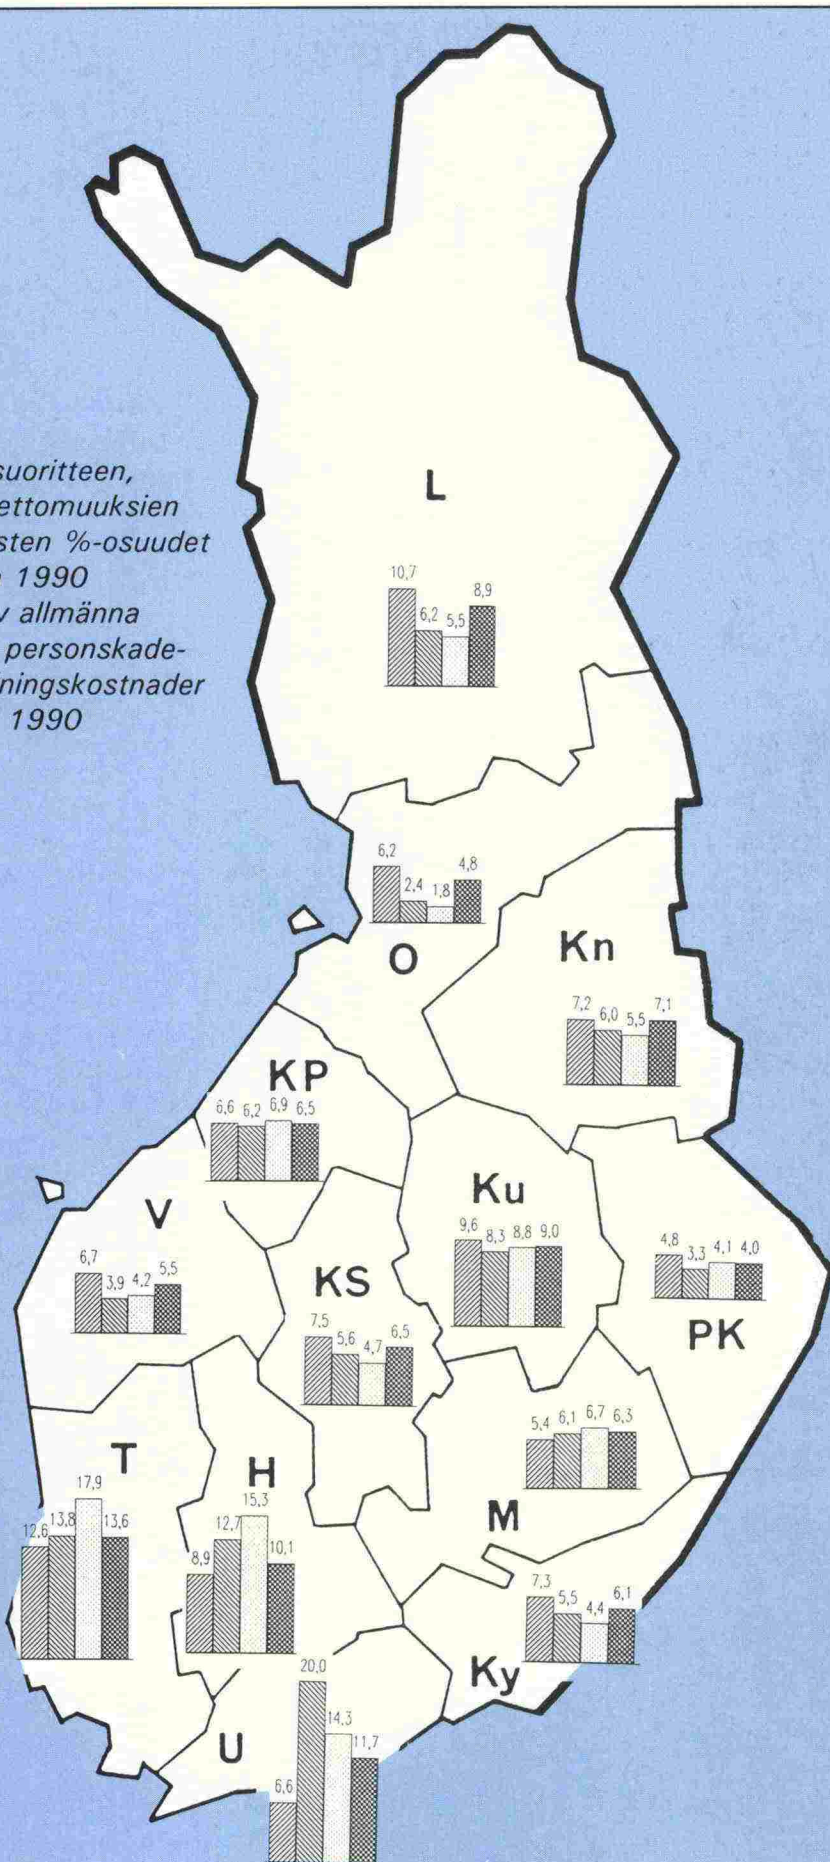 suoritteen,
ettomuuksien
sten %-osuudet
1990
v allmänna
personskade-
ningskostnader
1990
L
10,7 6,2 5,5 8,9
6,2 2,4 1,8 4,8
O
Kn
7,2 6,0 5,5 7,1
KP
6,6 6,2 6,9 6,5
V
6,7 3,9 4,2 5,5
Ku
9,6 8,3 8,8 9,0
4,8 3,3 4,1 4,0
PK
KS
7,5 5,6 4,7 6,5
5,4 6,1 6,7 6,3
M
T
12,6 13,8 17,9 13,6
H
8,9 12,7 15,3 10,1
7,3 5,5 4,4 6,1
Ky
U
6,6 20,0 14,3 11,7